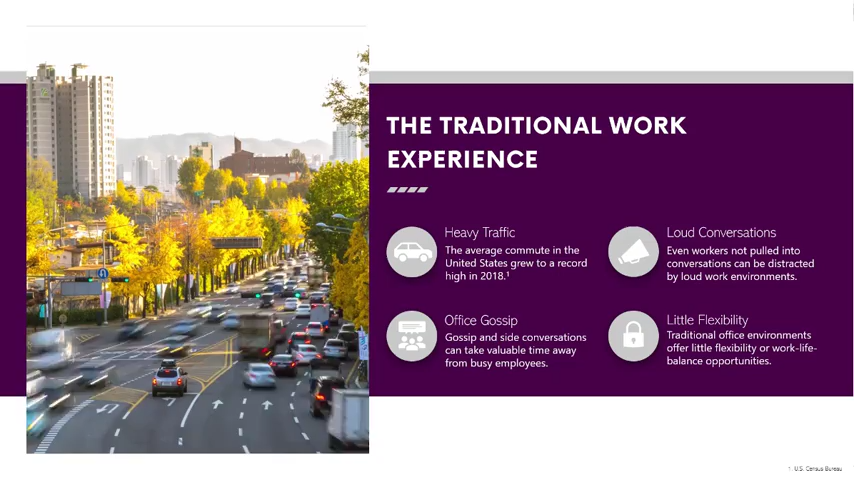 THE TRADITIONAL WORK
EXPERIENCE
Heavy Traffic
The average commute in the
United States grew to a record
high in 2018.¹
Loud Conversations
Even workers not pulled into
conversations can be distracted
by loud work environments.
Office Gossip
Gossip and side conversations
can take valuable time away
from busy employees.
Little Flexibility
Traditional office environments
offer little flexibility or work-life-
balance opportunities.
1. U.S. Census Bureau